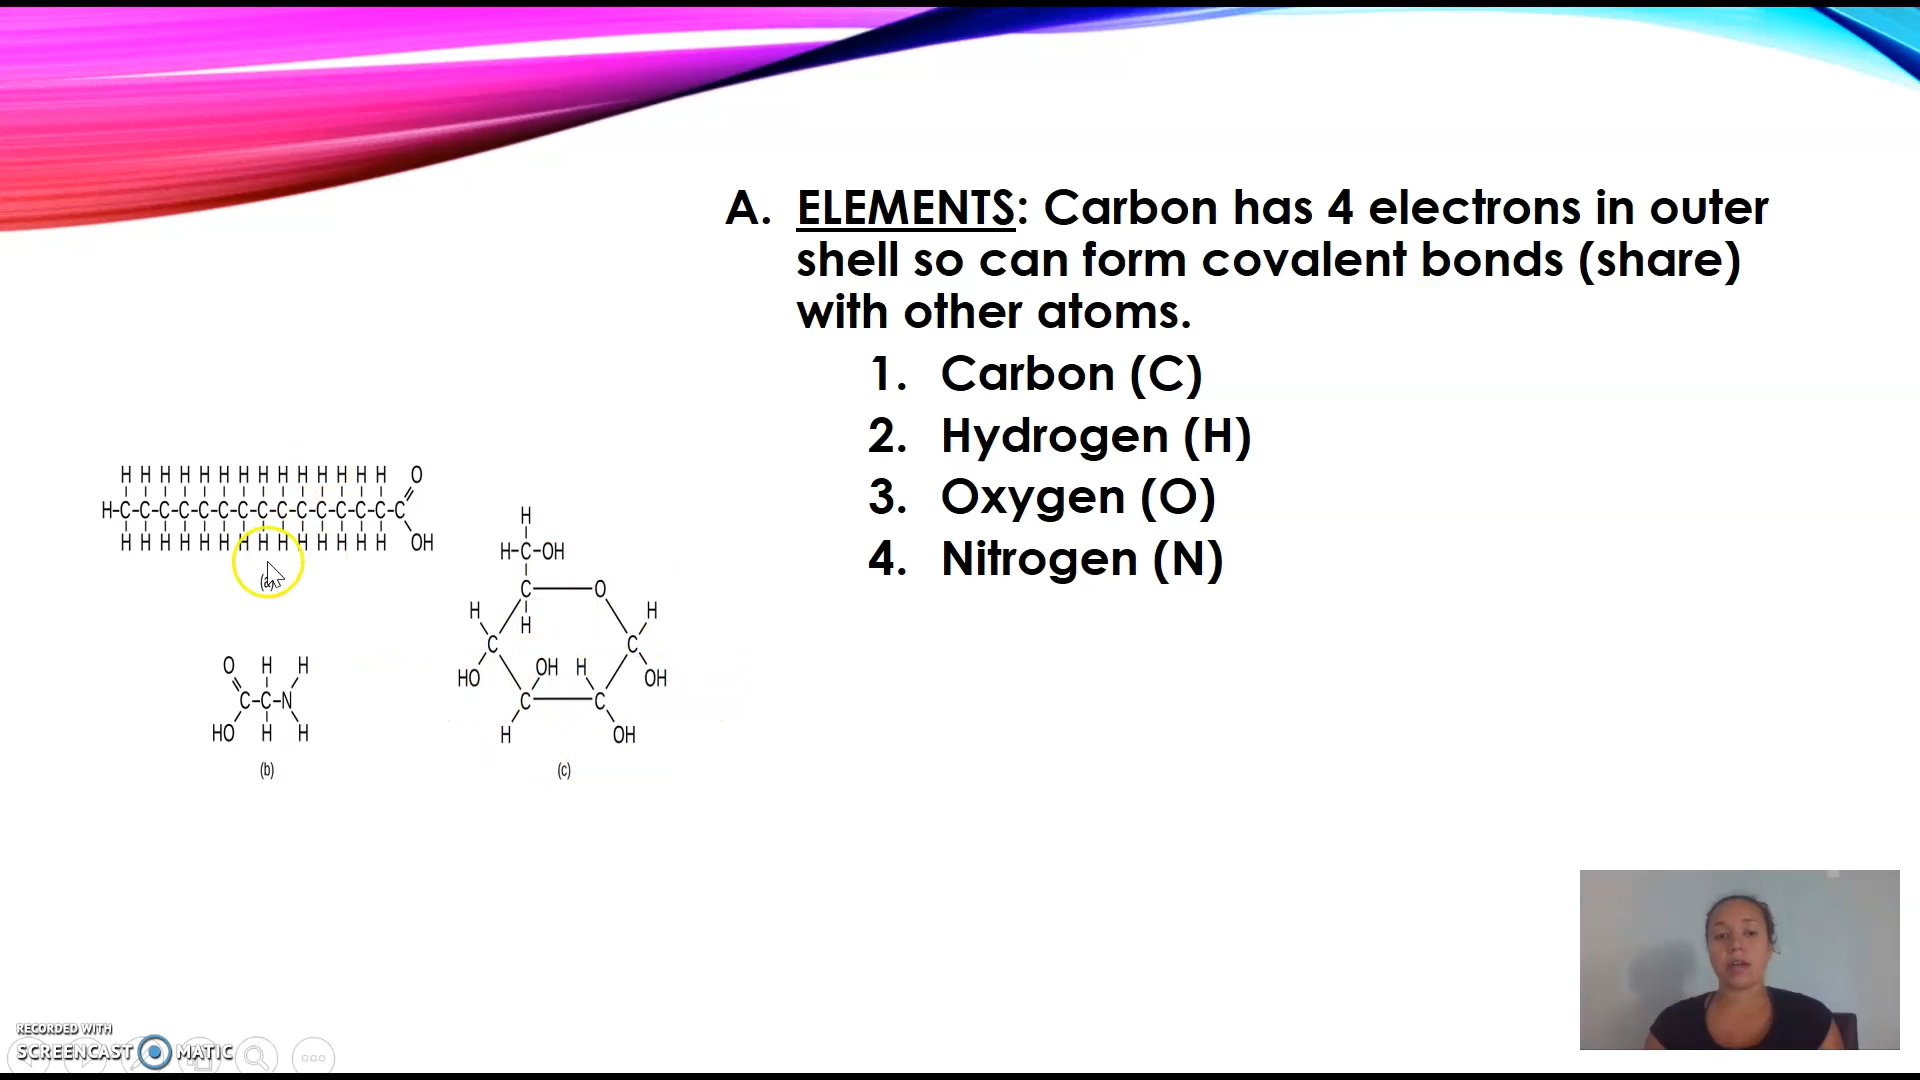 A. ELEMENTS: Carbon has 4 electrons in outer
shell so can form covalent bonds (share)
with other atoms.
1. Carbon (C)
2. Hydrogen (H)
3. Oxygen (O)
4. Nitrogen (N)
H H H H H H H H H H H H H H O
H-C-C-C-C-C-C-C-C-C-C-C-C-C-C-C
H H H H H H H H H H H H H H OH
O H H
C-C-N
HO H H
(b)
H
H-C-OH
C O
H H H
C C
HO OH H OH
C C
H OH
(c)
RECORDED WITH
SCREENCAST MATIC